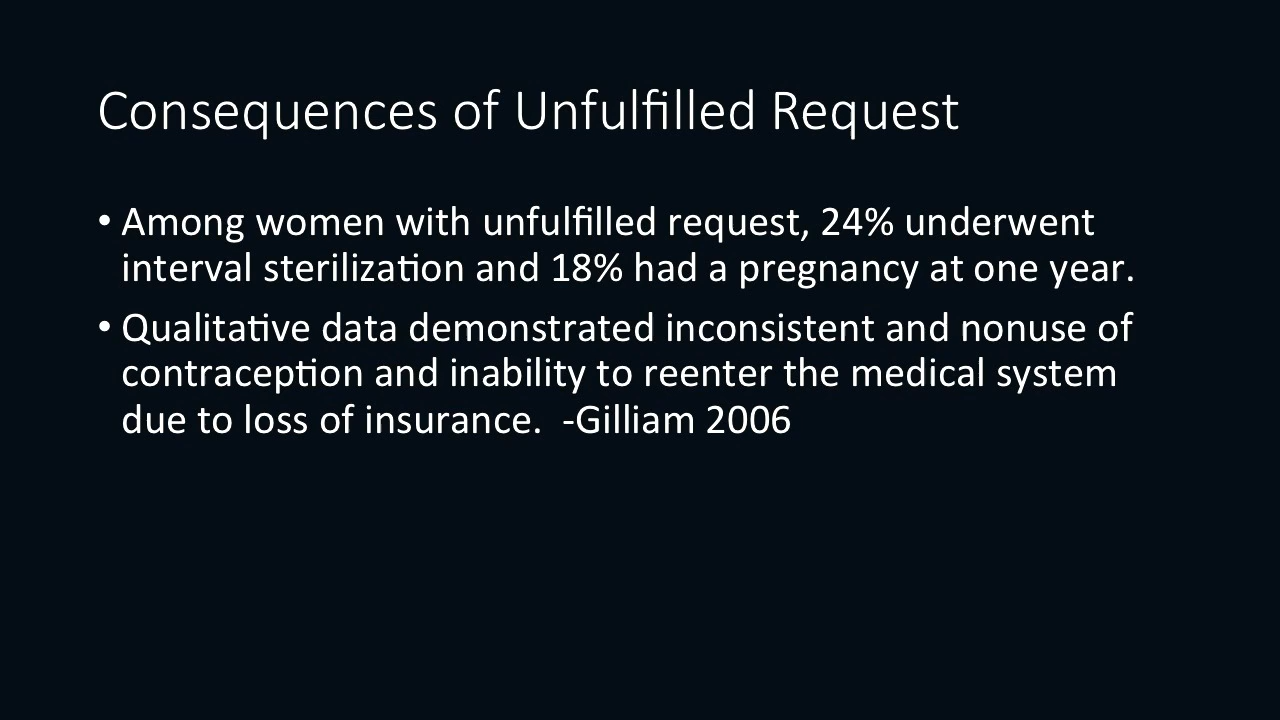 Consequences of Unfulfilled Request
• Among women with unfulfilled request, 24% underwent
interval sterilization and 18% had a pregnancy at one year.
• Qualitative data demonstrated inconsistent and nonuse of
contraception and inability to reenter the medical system
due to loss of insurance.  -Gilliam 2006